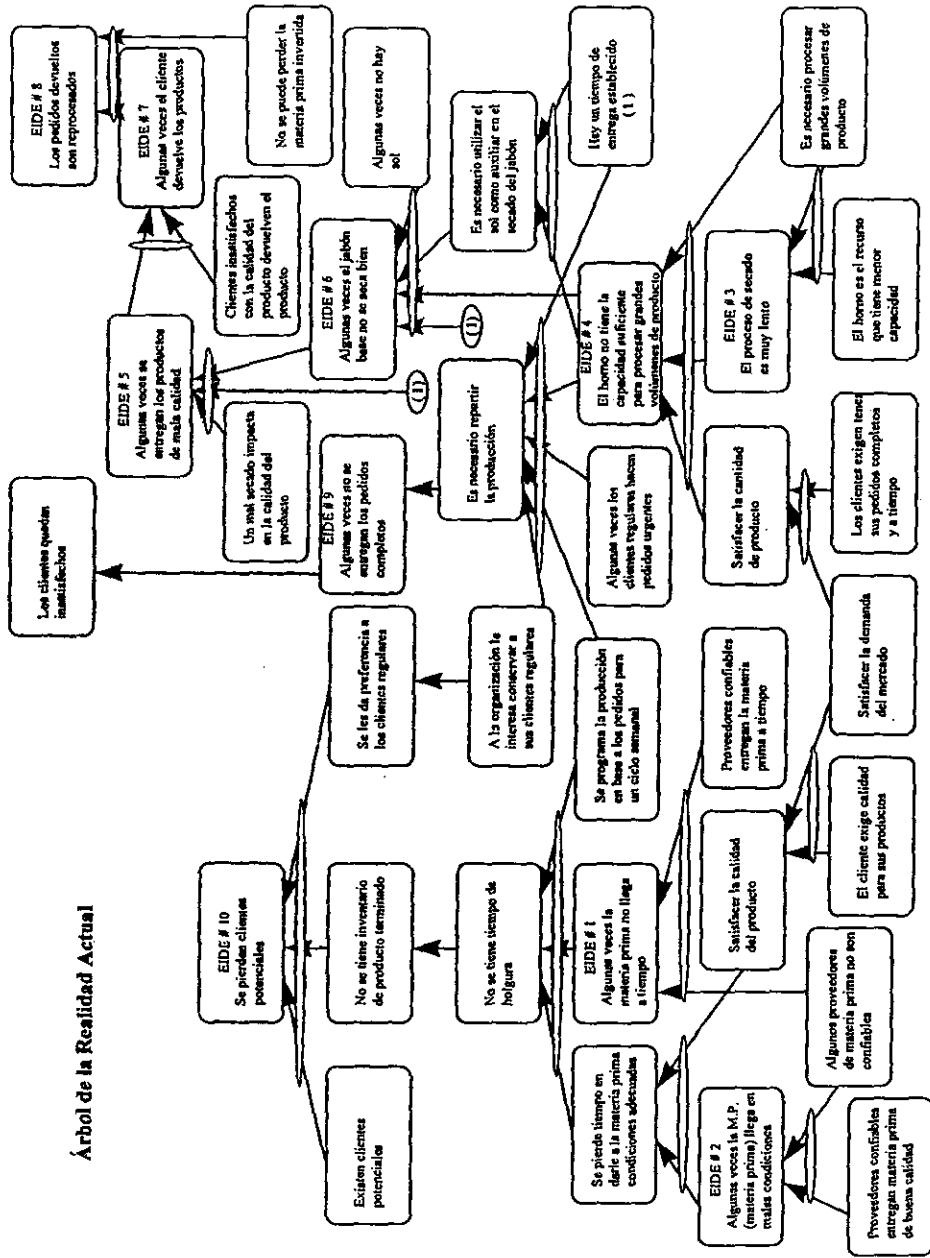 Árbol de la Realidad Actual
EIDE # 8
Los pedidos devueltos
son reprocesados
EIDE # 7
Algunas veces el cliente
devuelve los productos
No se puede perder la
materia prima invertida
Los clientes quedan
insatisfechos
EIDE # 5
Algunas veces se
entregan los productos
de mala calidad
Clientes insatisfechos
con la calidad del
producto devuelven el
producto
Algunas veces no hay
sol
Un mal secado impacta
en la calidad del
producto
(1)
EIDE # 6
Algunas veces el jabón
base no se seca bien
(1)
Es necesario utilizar el
sol como auxiliar en el
secado del jabón
EIDE # 10
Se pierden clientes
potenciales
Se les da preferencia a
los clientes regulares
EIDE # 9
Algunas veces no se
entregan los pedidos
completos
Existen clientes
potenciales
No se tiene inventario
de producto terminado
A la organización le
interesa conservar a
sus clientes regulares
Es necesario repartir
la producción
Hay un tiempo de
entrega establecido
(1)
No se tiene tiempo de
holgura
Se programa la producción
en base a los pedidos para
un ciclo semanal
Algunas veces los
clientes regulares hacen
pedidos urgentes
EIDE # 4
El horno no tiene la
capacidad suficiente
para procesar grandes
volúmenes de producto
Se pierde tiempo en
darle a la materia prima
condiciones adecuadas
EIDE # 1
Algunas veces la
materia prima no llega
a tiempo
Proveedores confiables
entregan la materia
prima a tiempo
Satisfacer la cantidad
de producto
EIDE # 3
El proceso de secado
es muy lento
Es necesario procesar
grandes volúmenes de
producto
EIDE # 2
Algunas veces la M.P.
(materia prima) llega en
malas condiciones
Satisfacer la calidad
del producto
Proveedores confiables
entregan materia prima
de buena calidad
Algunos proveedores
de materia prima no son
confiables
El cliente exige calidad
para sus productos
Satisfacer la demanda
del mercado
Los clientes exigen tener
sus pedidos completos
y a tiempo
El horno es el recurso
que tiene menor
capacidad